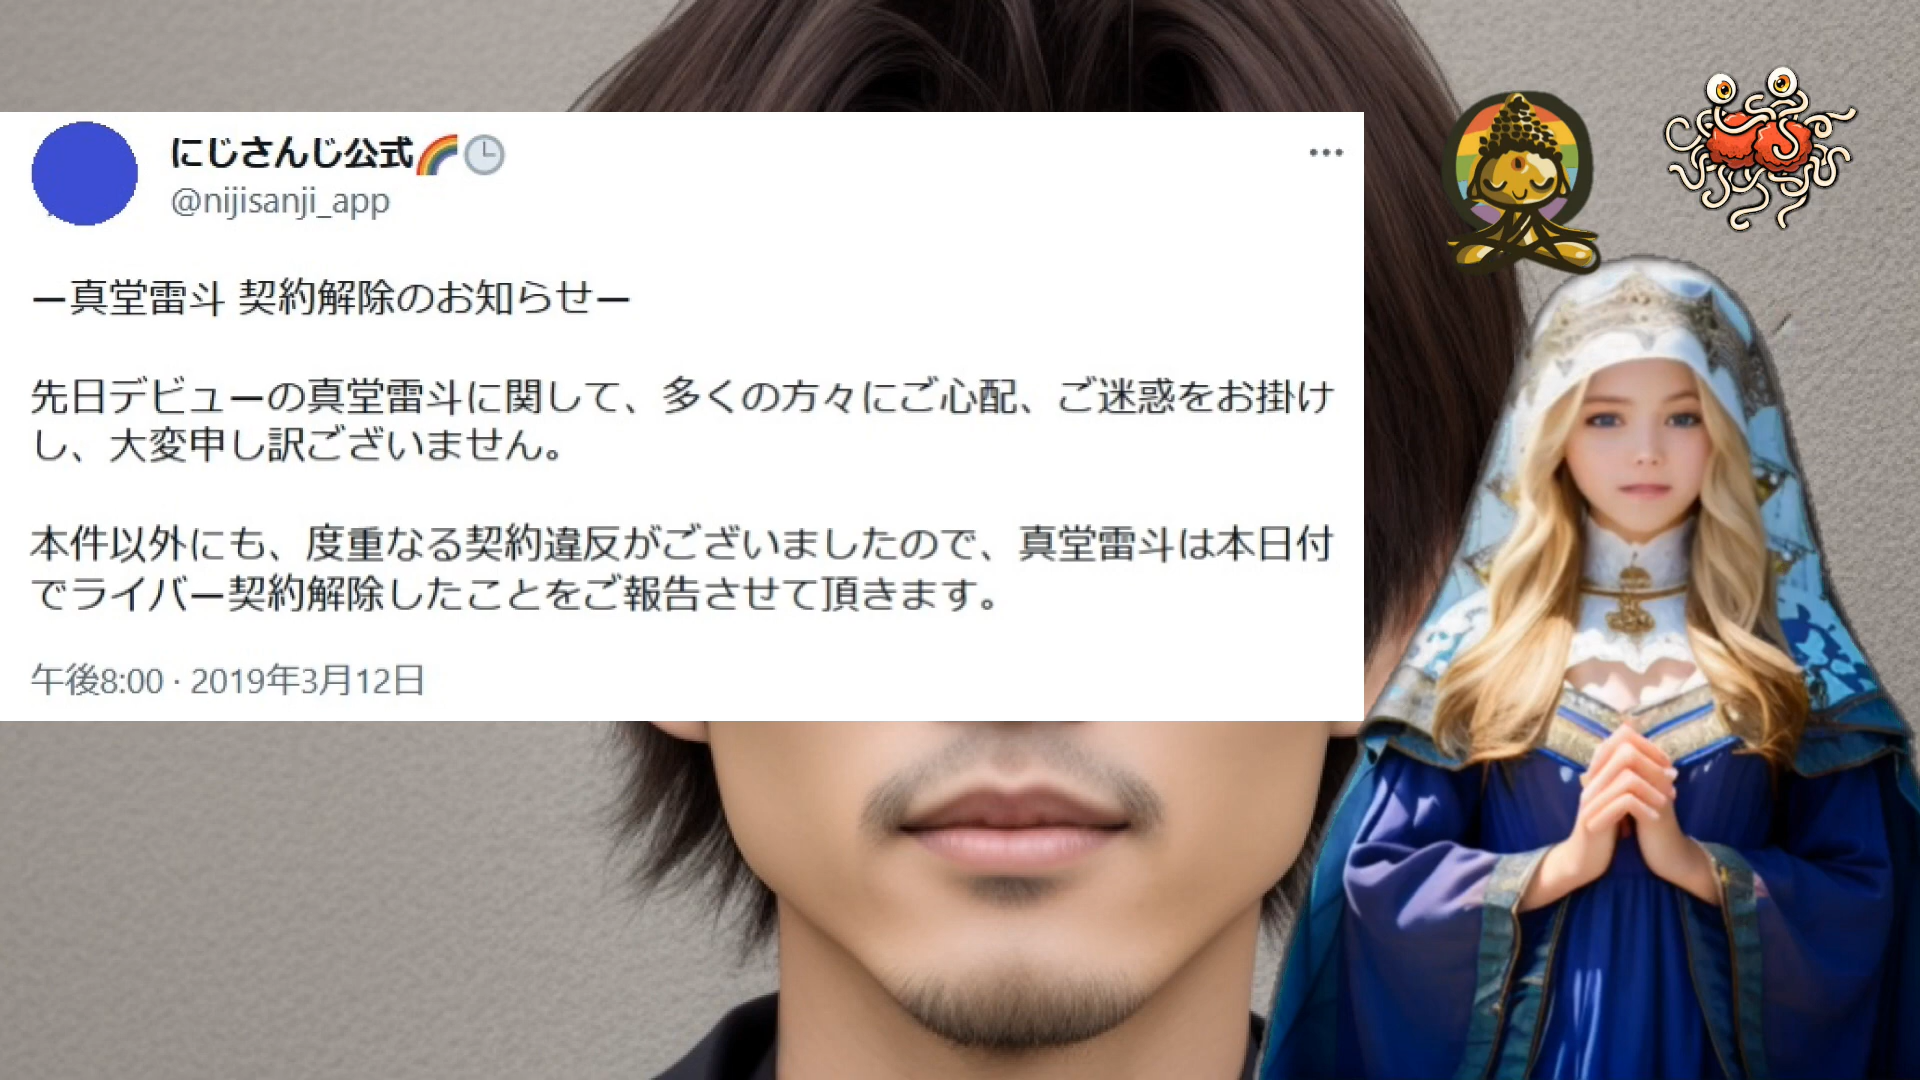 にじさんじ公式🌈🕒
@nijisanji_app
ー真堂雷斗 契約解除のお知らせー
先日デビューの真堂雷斗に関して、多くの方々にご心配、ご迷惑をお掛け
し、大変申し訳ございません。
本件以外にも、度重なる契約違反がございましたので、真堂雷斗は本日付
でライバー契約解除したことをご報告させて頂きます。
午後8:00 · 2019年3月12日